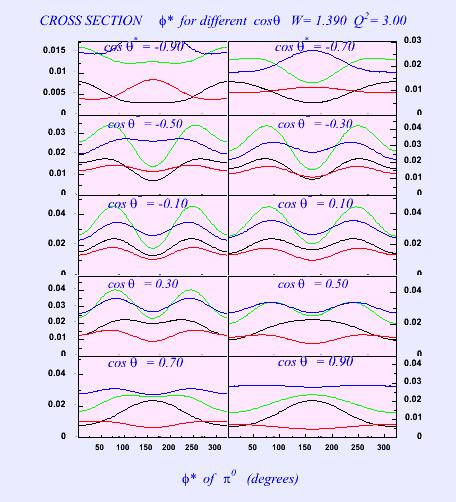 CROSS SECTION ϕ* for different cosθ W= 1.390 Q²= 3.00
cos θ* = -0.90 cos θ* = -0.70
0.015 0.03
0.01 0.02
0.005 0.01
0 0
cos θ* = -0.50 cos θ* = -0.30
0.03 0.04
0.02 0.03
0.01 0.02
0.01
0 0
cos θ* = -0.10 cos θ* = 0.10
0.04 0.04
0.02 0.02
0 0
cos θ = 0.30 cos θ = 0.50
0.04 0.04
0.03
0.02 0.02
0.01
0 0
cos θ = 0.70 cos θ = 0.90
0.04 0.04
0.03
0.02 0.02
0.01
0 0
50 100 150 200 250 300 50 100 150 200 250 300
ϕ* of π⁰ (degrees)